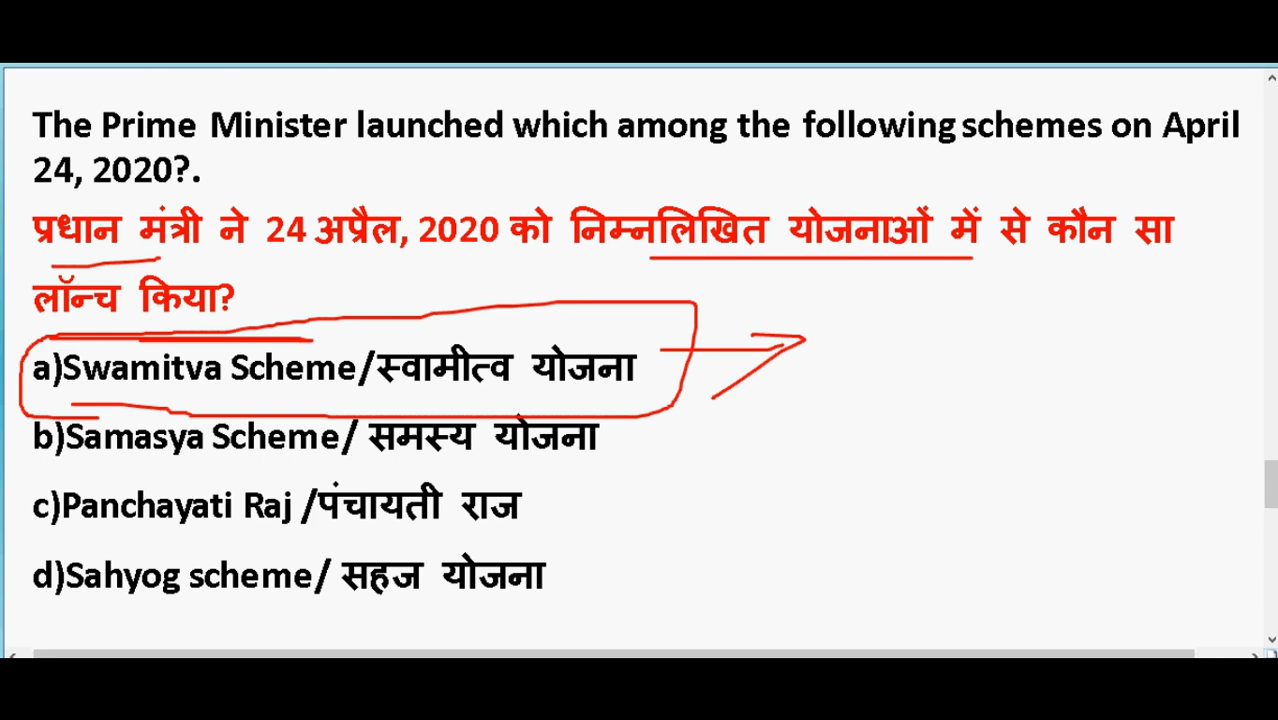 The Prime Minister launched which among the following schemes on April
24, 2020?.
प्रधान मंत्री ने 24 अप्रैल, 2020 को निम्नलिखित योजनाओं में से कौन सा
लॉन्च किया?
a)Swamitva Scheme/स्वामीत्व योजना
b)Samasya Scheme/ समस्य योजना
c)Panchayati Raj /पंचायती राज
d)Sahyog scheme/ सहज योजना